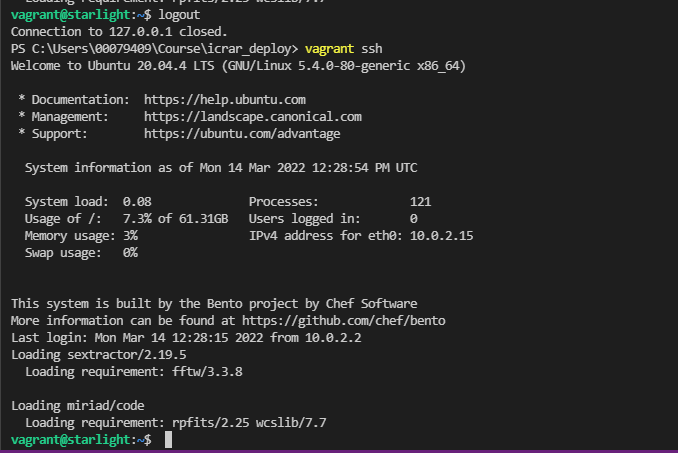 Loading requirement: rpfits/2.25 wcslib/7.7
vagrant@starlight:~$ logout
Connection to 127.0.0.1 closed.
PS C:\Users\00079409\Course\icrar_deploy> vagrant ssh
Welcome to Ubuntu 20.04.4 LTS (GNU/Linux 5.4.0-80-generic x86_64)
* Documentation:  https://help.ubuntu.com
* Management:     https://landscape.canonical.com
* Support:        https://ubuntu.com/advantage
System information as of Mon 14 Mar 2022 12:28:54 PM UTC
System load:  0.08                Processes:             121
Usage of /:   7.3% of 61.31GB   Users logged in:       0
Memory usage: 3%                IPv4 address for eth0: 10.0.2.15
Swap usage:   0%
This system is built by the Bento project by Chef Software
More information can be found at https://github.com/chef/bento
Last login: Mon Mar 14 12:28:15 2022 from 10.0.2.2
Loading sextractor/2.19.5
Loading requirement: fftw/3.3.8
Loading miriad/code
Loading requirement: rpfits/2.25 wcslib/7.7
vagrant@starlight:~$